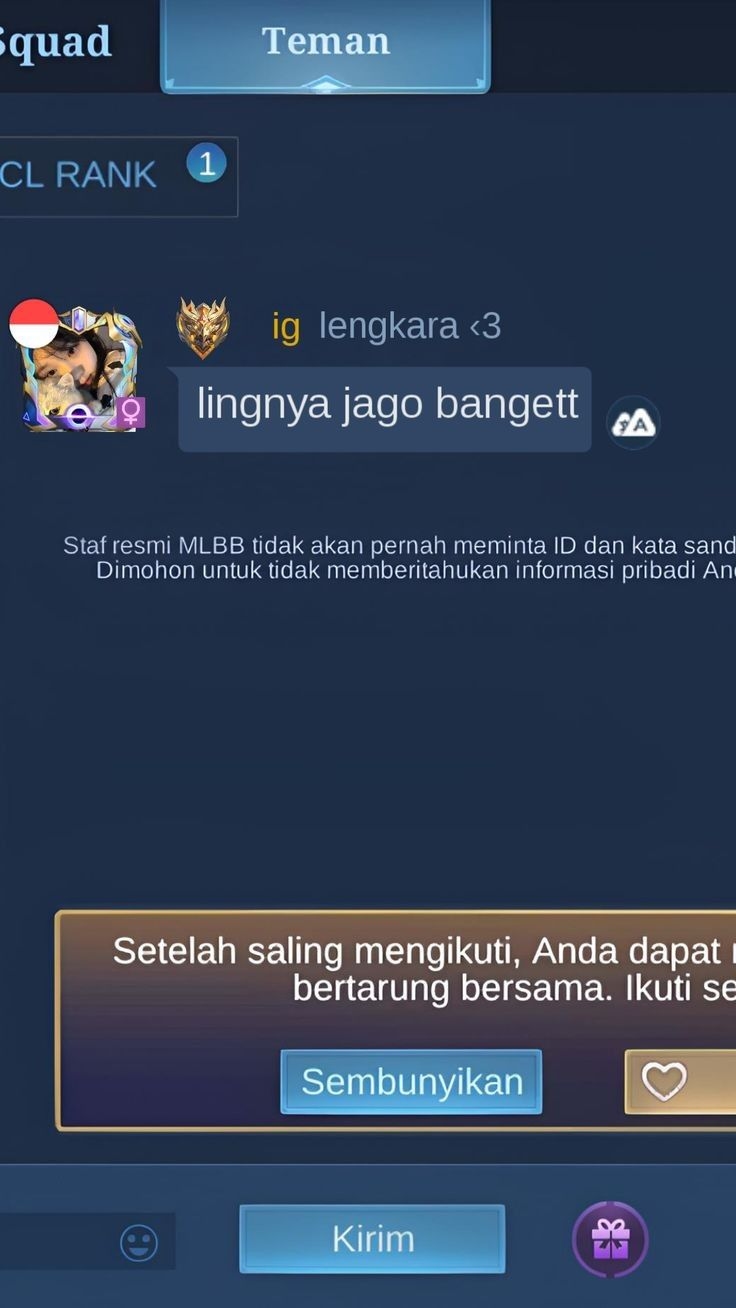 Squad
Teman
CL RANK
1
ig lengkara <3
lingnya jago bangett
Staf resmi MLBB tidak akan pernah meminta ID dan kata sand
Dimohon untuk tidak memberitahukan informasi pribadi An
Setelah saling mengikuti, Anda dapat
bertarung bersama. Ikuti se
Sembunyikan
Kirim